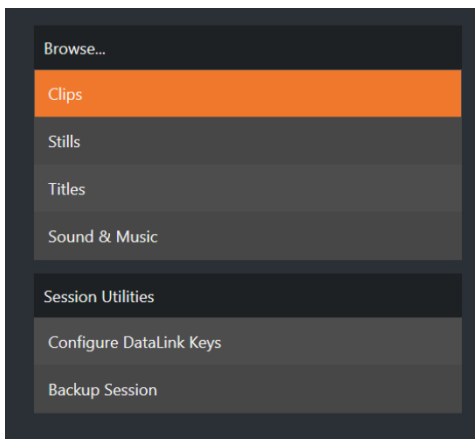 Browse...
Clips
Stills
Titles
Sound & Music
Session Utilities
Configure DataLink Keys
Backup Session